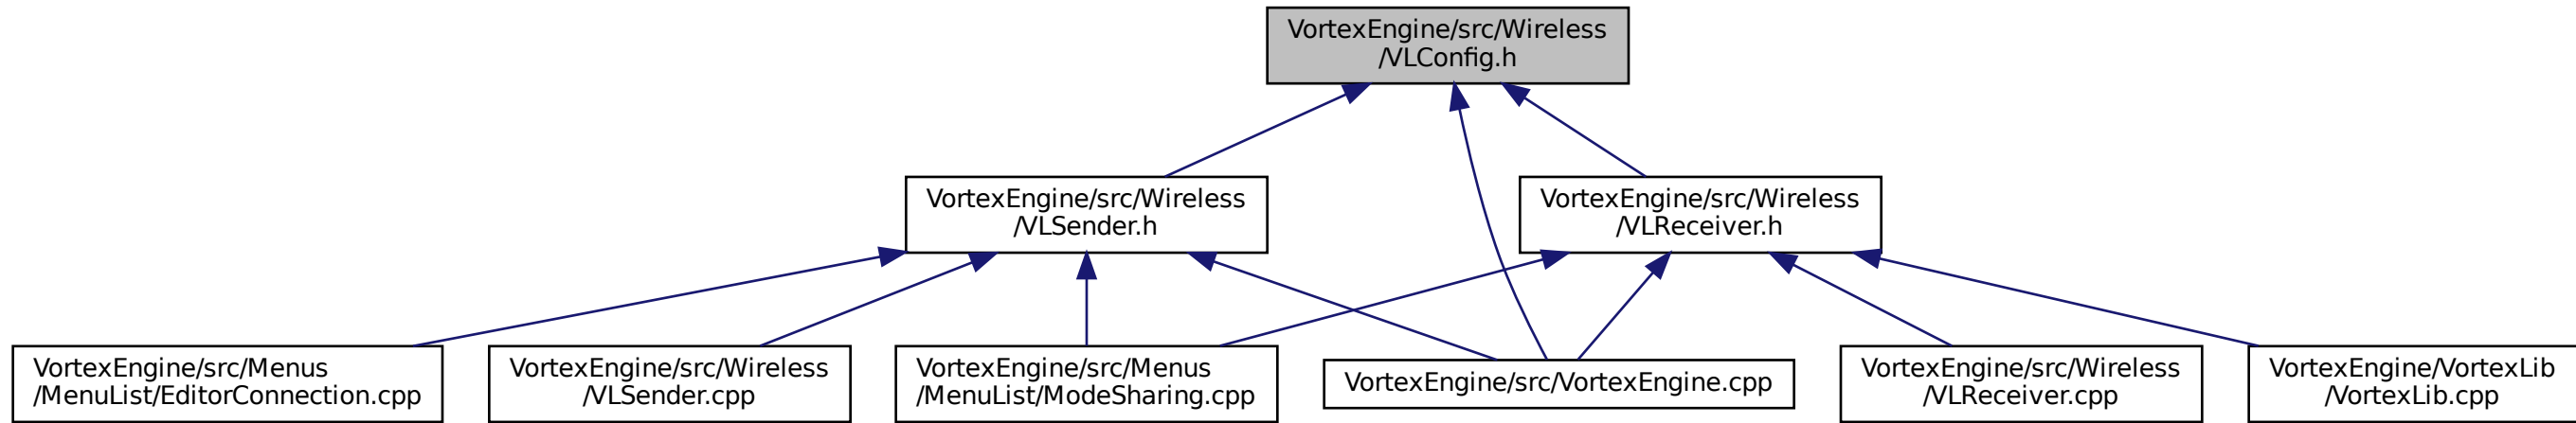 VortexEngine/src/Wireless
/VLConfig.h
VortexEngine/src/Wireless
/VLSender.h
VortexEngine/src/Wireless
/VLReceiver.h
VortexEngine/src/Menus
/MenuList/EditorConnection.cpp
VortexEngine/src/Wireless
/VLSender.cpp
VortexEngine/src/Menus
/MenuList/ModeSharing.cpp
VortexEngine/src/VortexEngine.cpp
VortexEngine/src/Wireless
/VLReceiver.cpp
VortexEngine/VortexLib
/VortexLib.cpp